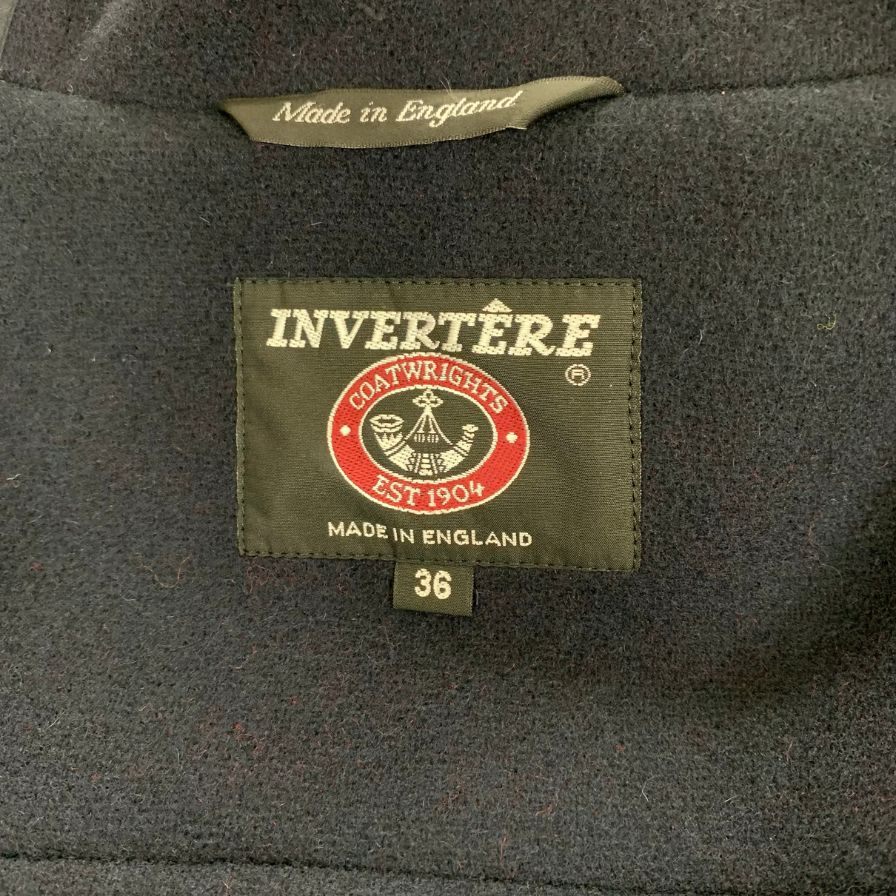 Made in England
INVERTÊRE
®
COATWRIGHTS
EST 1904
MADE IN ENGLAND
36